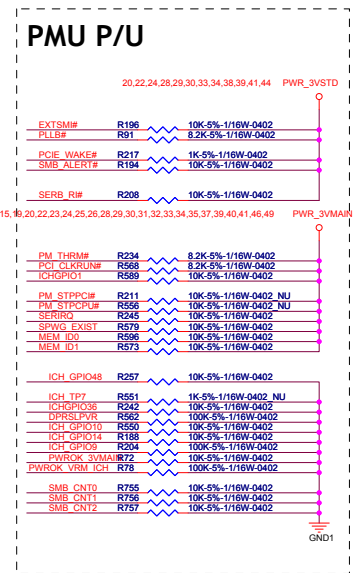 PMU P/U
20,22,24,28,29,30,33,34,38,39,41,44 PWR_3VSTD
EXTSMI# R196 10K-5%-1/16W-0402
PLLB# R91 8.2K-5%-1/16W-0402
PCIE_WAKE# R217 1K-5%-1/16W-0402
SMB_ALERT# R194 10K-5%-1/16W-0402
SERB_RI# R208 10K-5%-1/16W-0402
15,19,20,22,23,24,25,26,28,29,30,31,32,33,34,35,37,39,40,41,46,49 PWR_3VMAIN
PM_THRM# R234 8.2K-5%-1/16W-0402
PCI_CLKRUN# R568 8.2K-5%-1/16W-0402
ICHGPIO1 R589 10K-5%-1/16W-0402
PM_STPPCI# R211 10K-5%-1/16W-0402_NU
PM_STPCPU# R556 10K-5%-1/16W-0402_NU
SERIRQ R245 10K-5%-1/16W-0402
SPWG_EXIST R579 10K-5%-1/16W-0402
MEM_ID0 R596 10K-5%-1/16W-0402
MEM_ID1 R573 10K-5%-1/16W-0402
ICH_GPIO48 R257 10K-5%-1/16W-0402
ICH_TP7 R551 1K-5%-1/16W-0402_NU
ICHGPIO36 R242 10K-5%-1/16W-0402
DPRSLPVR R562 100K-5%-1/16W-0402
ICH_GPIO10 R550 10K-5%-1/16W-0402
ICH_GPIO14 R188 10K-5%-1/16W-0402
ICH_GPIO9 R204 100K-5%-1/16W-0402
PWROK_3VMAIN R72 10K-5%-1/16W-0402
PWROK_VRM_ICH R78 100K-5%-1/16W-0402
SMB_CNT0 R755 10K-5%-1/16W-0402
SMB_CNT1 R756 10K-5%-1/16W-0402
SMB_CNT2 R757 10K-5%-1/16W-0402
GND1